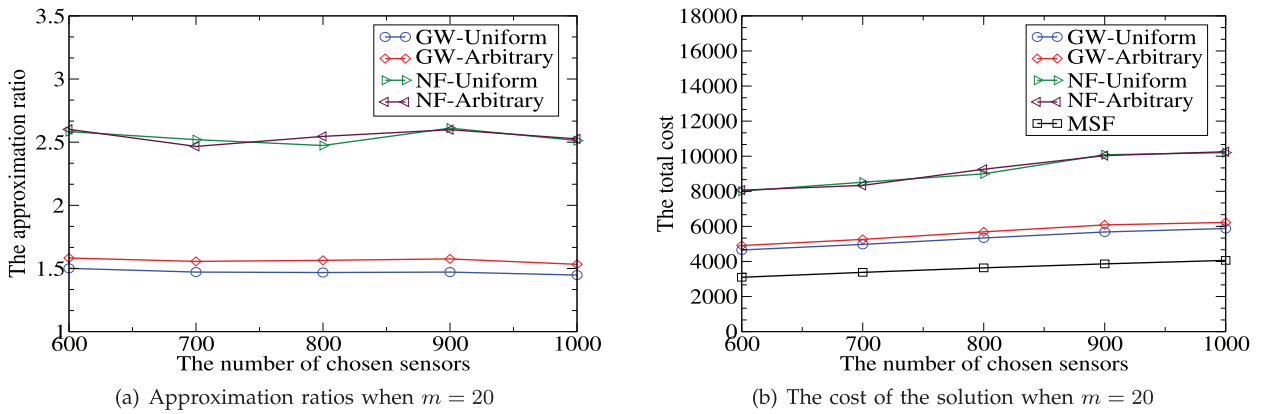 3.5
3
2.5
2
1.5
1
600
700
800
900
1000
The approximation ratio
The number of chosen sensors
GW-Uniform
GW-Arbitrary
NF-Uniform
NF-Arbitrary
(a) Approximation ratios when m = 20
18000
16000
14000
12000
10000
8000
6000
4000
2000
0
600
700
800
900
1000
The total cost
The number of chosen sensors
GW-Uniform
GW-Arbitrary
NF-Uniform
NF-Arbitrary
MSF
(b) The cost of the solution when m = 20